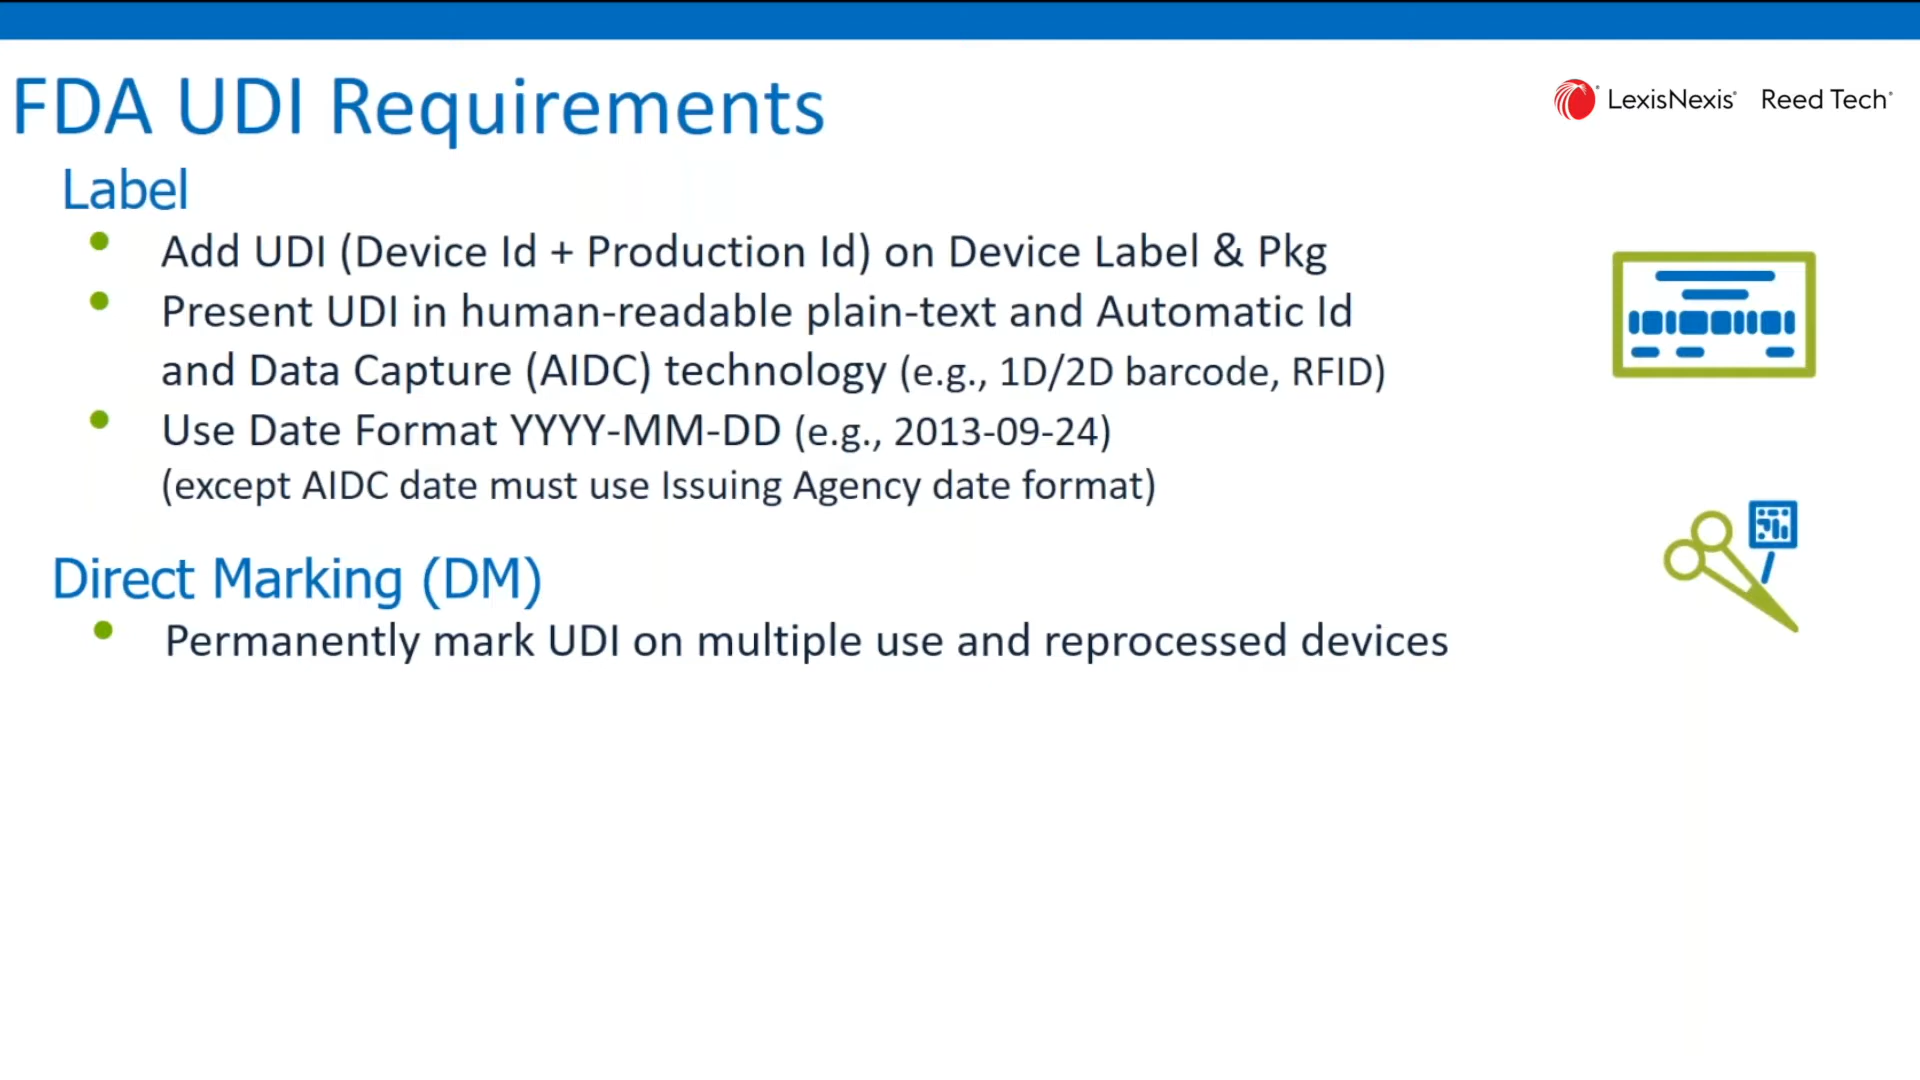 FDA UDI Requirements
LexisNexis® Reed Tech®
Label
• Add UDI (Device Id + Production Id) on Device Label & Pkg
• Present UDI in human-readable plain-text and Automatic Id
and Data Capture (AIDC) technology (e.g., 1D/2D barcode, RFID)
• Use Date Format YYYY-MM-DD (e.g., 2013-09-24)
(except AIDC date must use Issuing Agency date format)
Direct Marking (DM)
• Permanently mark UDI on multiple use and reprocessed devices